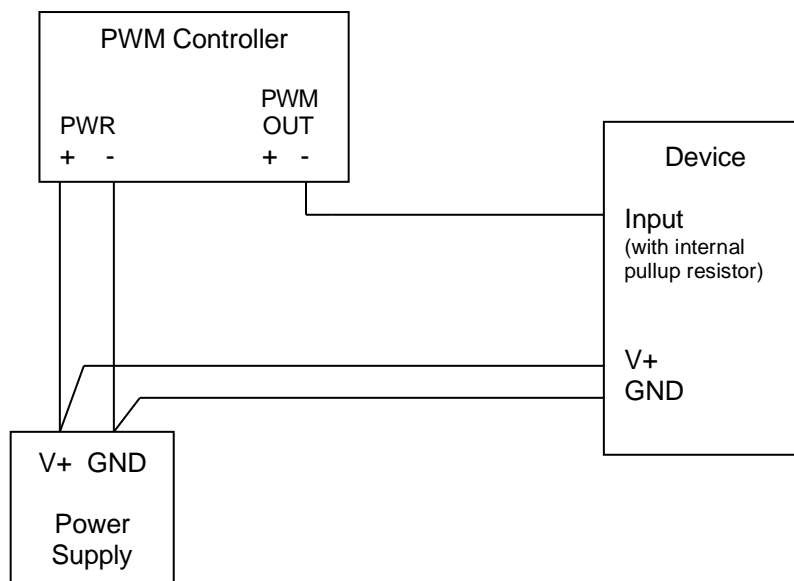 PWM Controller
PWR
+ -
PWM
OUT
+ -
Device
Input
(with internal
pullup resistor)
V+
GND
V+ GND
Power
Supply